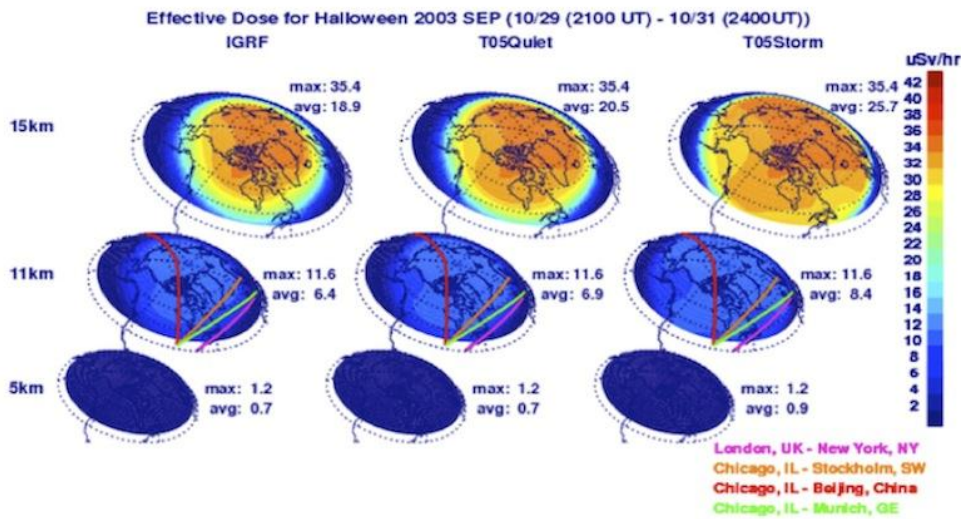 Effective Dose for Halloween 2003 SEP (10/29 (2100 UT) - 10/31 (2400UT))
IGRF
T05Quiet
T05Storm
uSv/hr
15km
max: 35.4
avg: 18.9
max: 35.4
avg: 20.5
max: 35.4
avg: 25.7
11km
max: 11.6
avg: 6.4
max: 11.6
avg: 6.9
max: 11.6
avg: 8.4
5km
max: 1.2
avg: 0.7
max: 1.2
avg: 0.7
max: 1.2
avg: 0.9
42
40
38
36
34
32
30
28
26
24
22
20
18
16
14
12
10
8
6
4
2
London, UK - New York, NY
Chicago, IL - Stockholm, SW
Chicago, IL - Beijing, China
Chicago, IL - Munich, GE